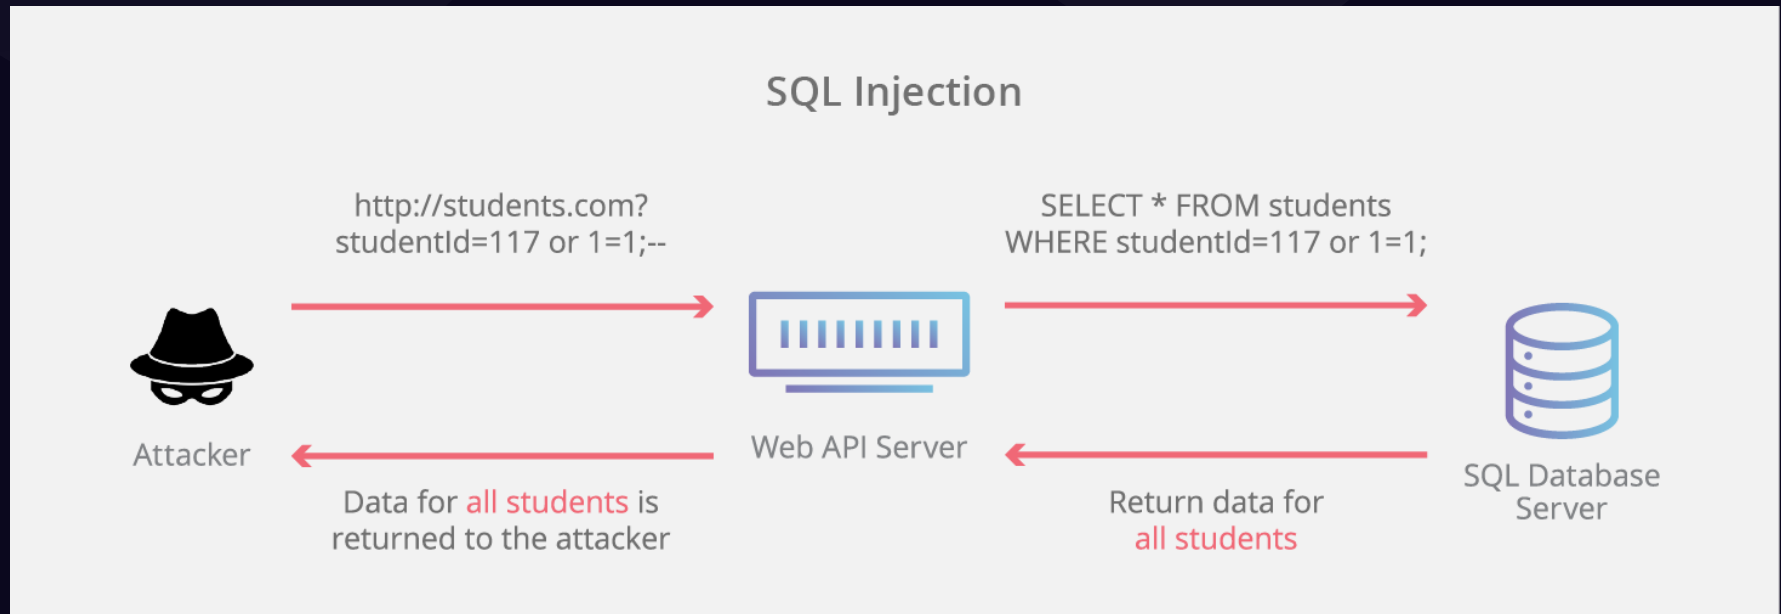 SQL Injection
http://students.com?
studentId=117 or 1=1;--
SELECT * FROM students
WHERE studentId=117 or 1=1;
Attacker
Web API Server
SQL Database
Server
Data for all students is
returned to the attacker
Return data for
all students